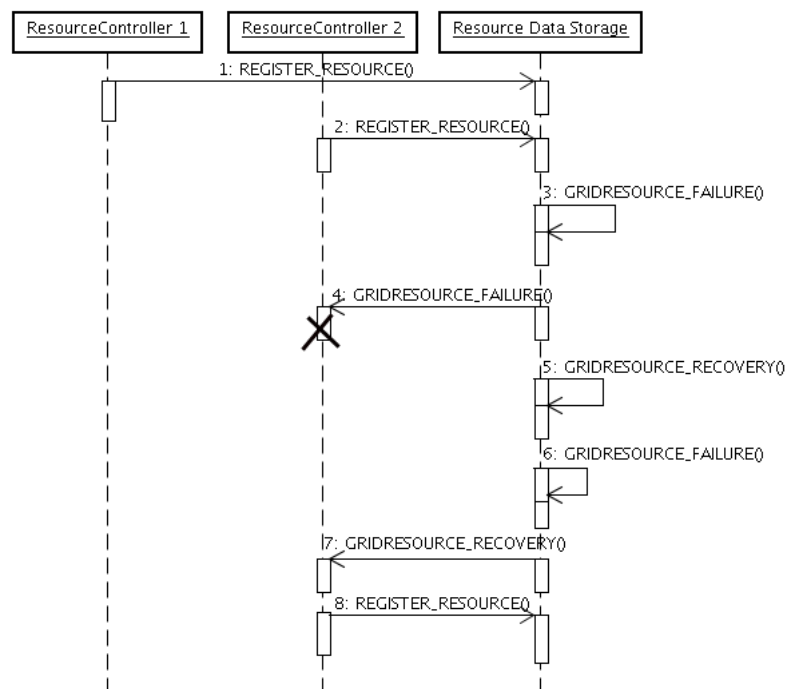 ResourceController 1
ResourceController 2
Resource Data Storage
1: REGISTER_RESOURCE()
2: REGISTER_RESOURCE()
3: GRIDRESOURCE_FAILURE()
4: GRIDRESOURCE_FAILURE()
5: GRIDRESOURCE_RECOVERY()
6: GRIDRESOURCE_FAILURE()
7: GRIDRESOURCE_RECOVERY()
8: REGISTER_RESOURCE()